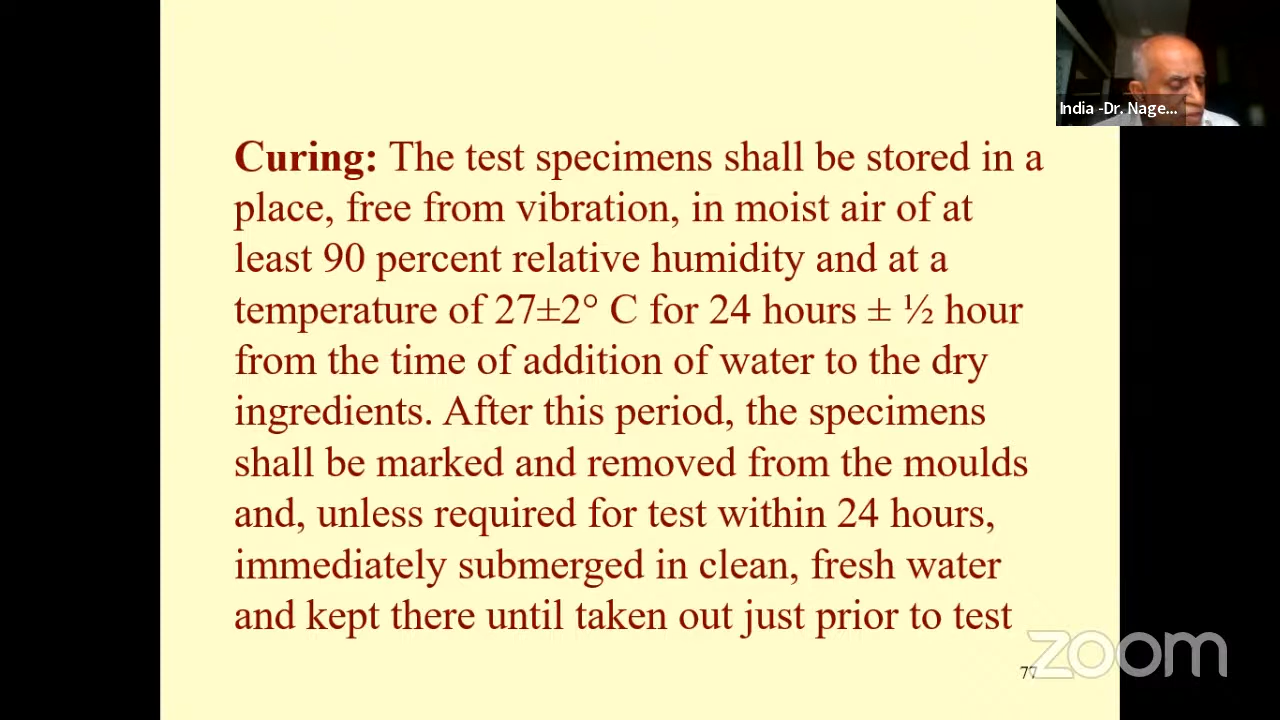 India -Dr. Nage...
Curing: The test specimens shall be stored in a
place, free from vibration, in moist air of at
least 90 percent relative humidity and at a
temperature of 27±2° C for 24 hours ± ½ hour
from the time of addition of water to the dry
ingredients. After this period, the specimens
shall be marked and removed from the moulds
and, unless required for test within 24 hours,
immediately submerged in clean, fresh water
and kept there until taken out just prior to test
77
zoom